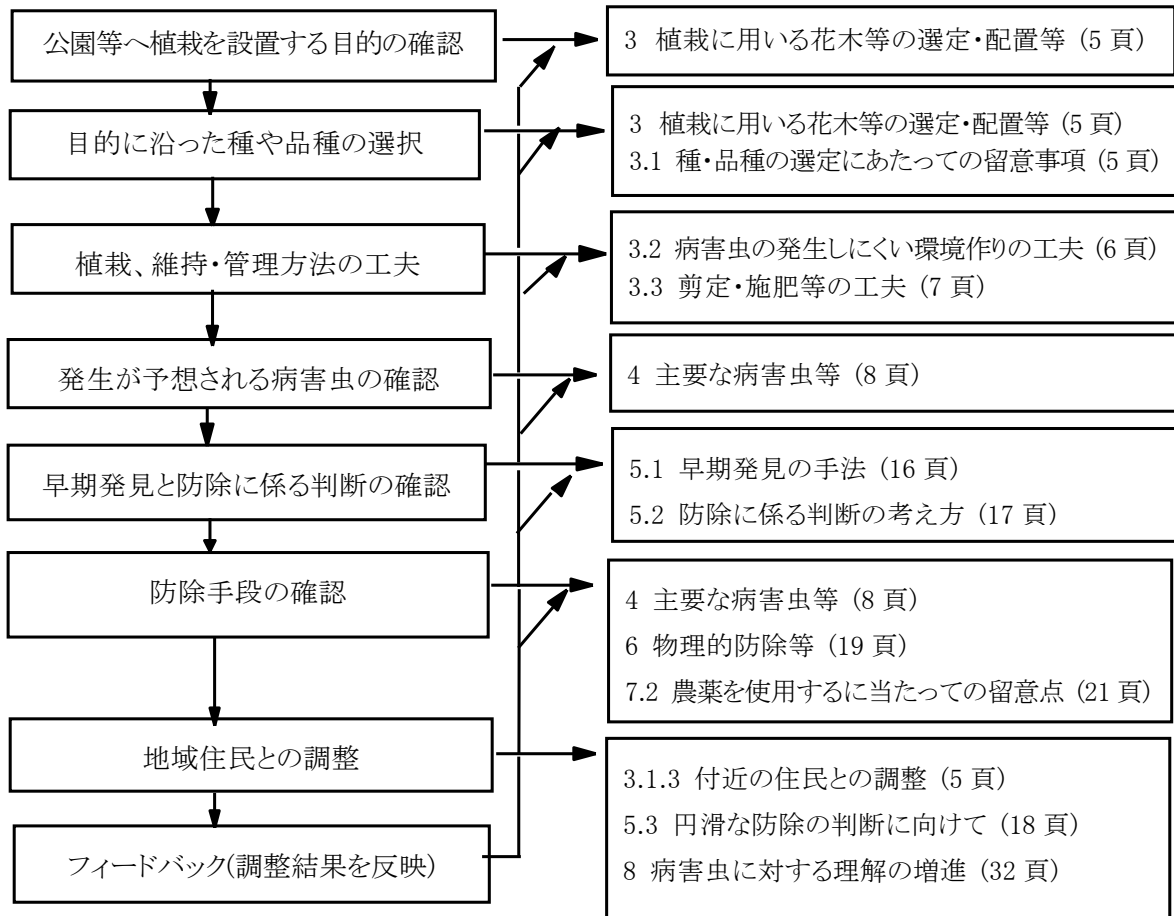 公園等へ植栽を設置する目的の確認
3 植栽に用いる花木等の選定・配置等 (5 頁)
目的に沿った種や品種の選択
3 植栽に用いる花木等の選定・配置等 (5 頁)
3.1 種・品種の選定にあたっての留意事項 (5 頁)
植栽、維持・管理方法の工夫
3.2 病害虫の発生しにくい環境作りの工夫 (6 頁)
3.3 剪定・施肥等の工夫 (7 頁)
発生が予想される病害虫の確認
4 主要な病害虫等 (8 頁)
早期発見と防除に係る判断の確認
5.1 早期発見の手法 (16 頁)
5.2 防除に係る判断の考え方 (17 頁)
防除手段の確認
4 主要な病害虫等 (8 頁)
6 物理的防除等 (19 頁)
7.2 農薬を使用するに当たっての留意点 (21 頁)
地域住民との調整
3.1.3 付近の住民との調整 (5 頁)
5.3 円滑な防除の判断に向けて (18 頁)
8 病害虫に対する理解の増進 (32 頁)
フィードバック(調整結果を反映)